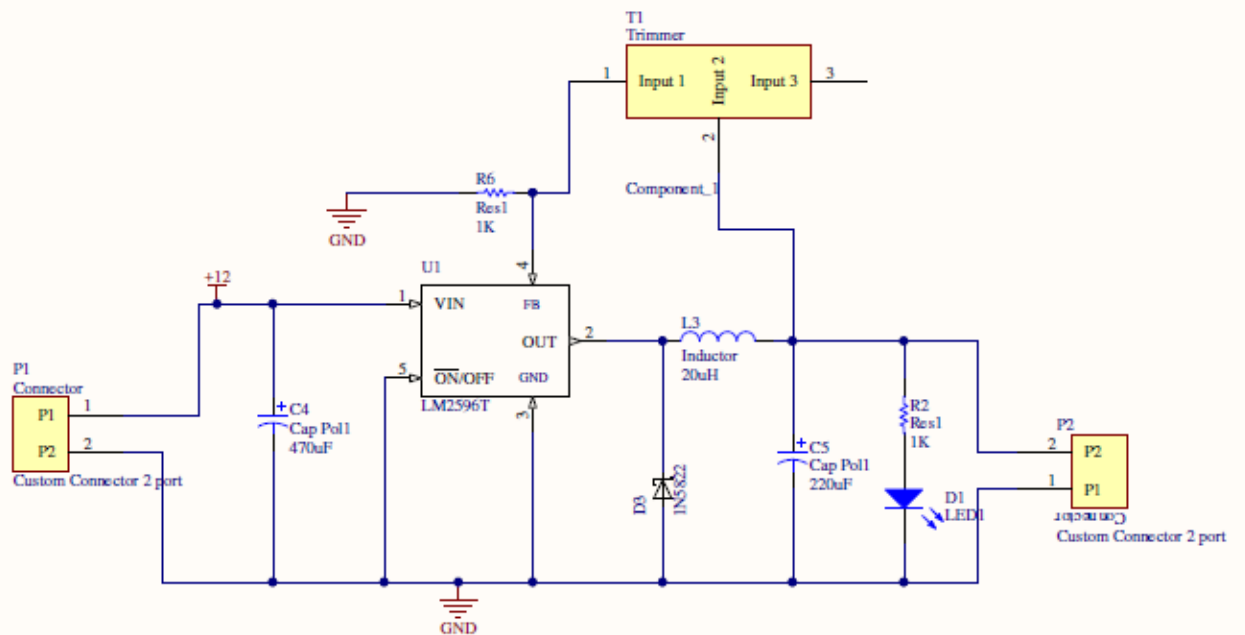 T1
Trimmer
1
Input 1
Input 2
Input 3
3
2
Component_1
R6
Res1
1K
GND
+12
U1
4
1
VIN
FB
OUT
2
5
ON/OFF
GND
LM2596T
3
P1
Connector
P1
1
P2
2
Custom Connector 2 port
C4
Cap Pol1
470uF
L3
Inductor
20uH
D3
1N5822
C5
Cap Pol1
220uF
R2
Res1
1K
D1
LED1
P2
2
P2
1
P1
Connector
Custom Connector 2 port
GND